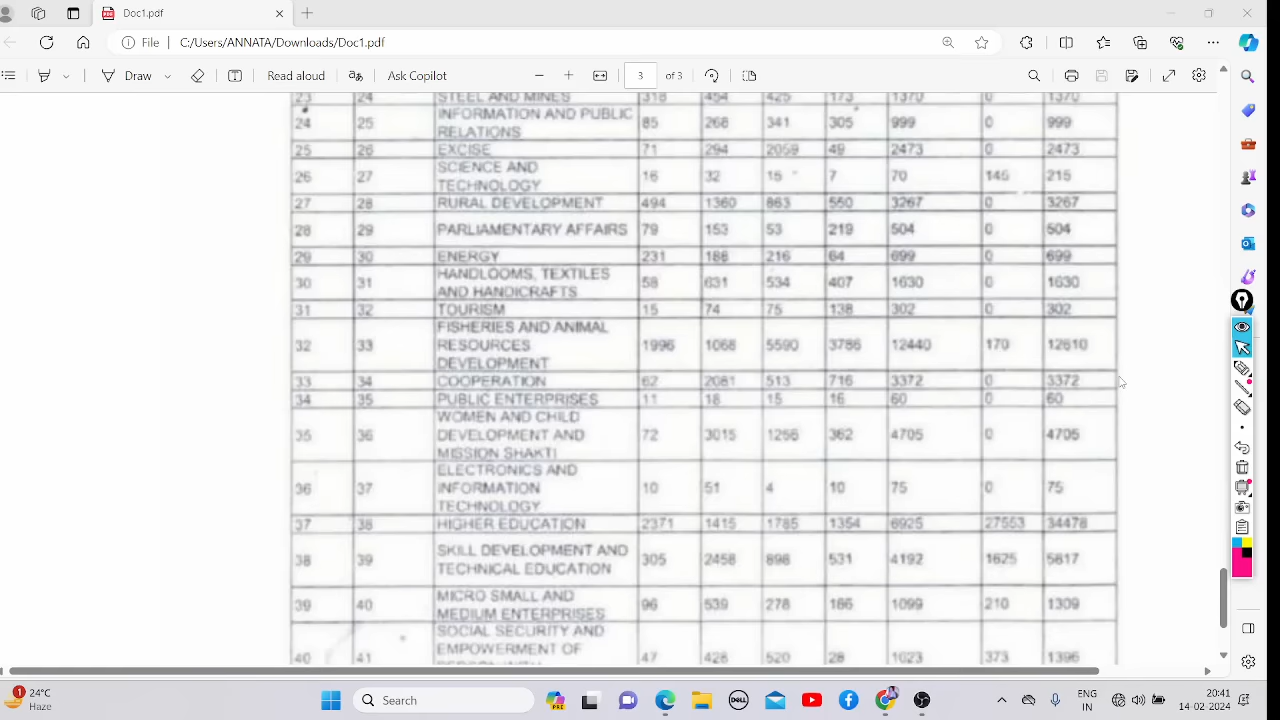 Doc1.pdf
File C:/Users/ANNATA/Downloads/Doc1.pdf
Draw Read aloud Ask Copilot 3 of 3
23 24 STEEL AND MINES 318 454 425 173 1370 0 1370
24 25 INFORMATION AND PUBLIC RELATIONS 85 268 341 305 999 0 999
25 26 EXCISE 71 294 2059 49 2473 0 2473
26 27 SCIENCE AND TECHNOLOGY 16 32 15 7 70 145 215
27 28 RURAL DEVELOPMENT 494 1360 863 550 3267 0 3267
28 29 PARLIAMENTARY AFFAIRS 79 153 53 219 504 0 504
29 30 ENERGY 231 188 216 64 699 0 699
30 31 HANDLOOMS, TEXTILES AND HANDICRAFTS 58 631 534 407 1630 0 1630
31 32 TOURISM 15 74 75 138 302 0 302
32 33 FISHERIES AND ANIMAL RESOURCES DEVELOPMENT 1996 1068 5590 3786 12440 170 12610
33 34 COOPERATION 62 2081 513 716 3372 0 3372
34 35 PUBLIC ENTERPRISES 11 18 15 16 60 0 60
35 36 WOMEN AND CHILD DEVELOPMENT AND MISSION SHAKTI 72 3015 1256 362 4705 0 4705
36 37 ELECTRONICS AND INFORMATION TECHNOLOGY 10 51 4 10 75 0 75
37 38 HIGHER EDUCATION 2371 1415 1785 1354 6925 27553 34478
38 39 SKILL DEVELOPMENT AND TECHNICAL EDUCATION 305 2458 898 531 4192 1625 5817
39 40 MICRO SMALL AND MEDIUM ENTERPRISES 96 539 278 186 1099 210 1309
40 41 SOCIAL SECURITY AND EMPOWERMENT OF 47 428 520 28 1023 373 1396
24°C
Haze
Search
ENG
IN
20:41
14-02-2024